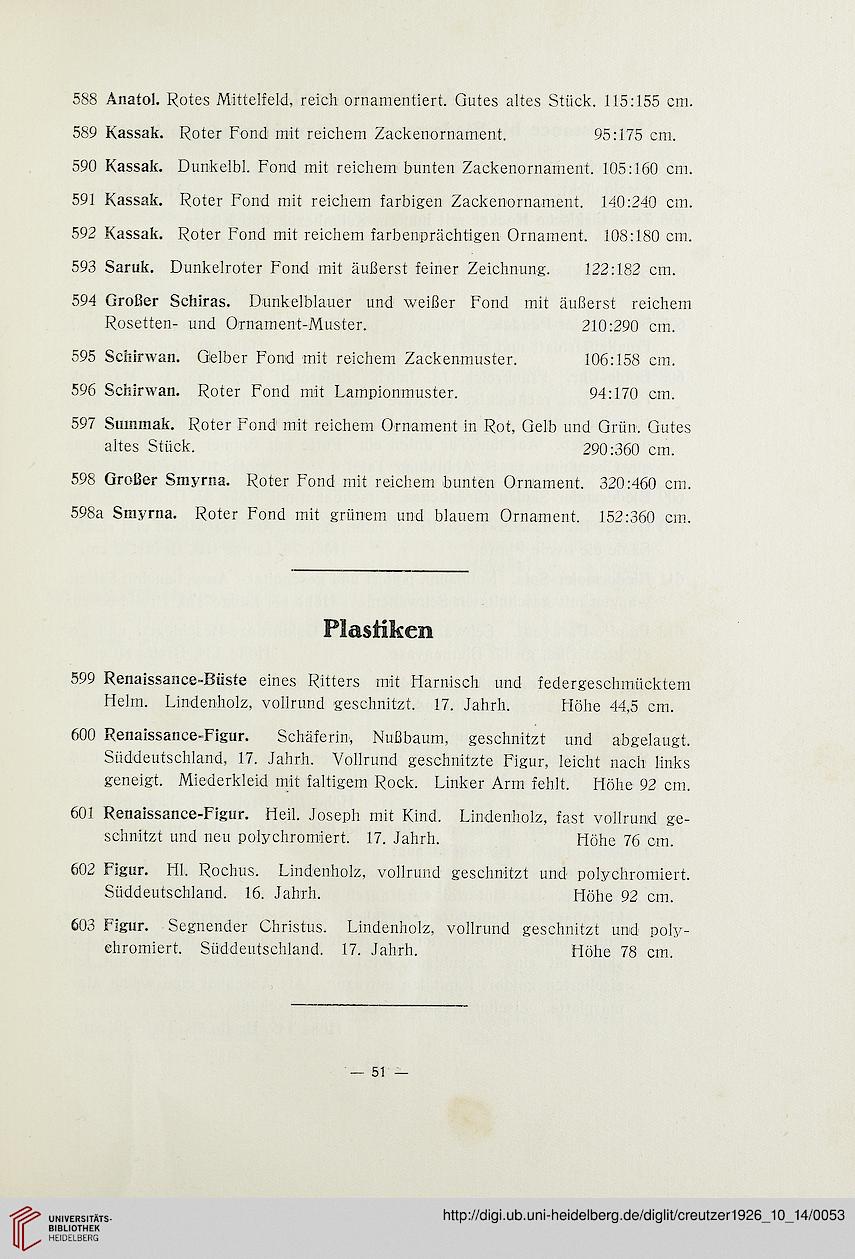 588 Anatol. Rotes Mittelfeld, reich ornamentiert. Gutes altes Stück. 115:155 cm.
589 Kassak. Roter Fond mit reichem Zackenornament. 95:175 cm.
590 Kassak. Dunkelbl. Fond mit reichem bunten Zackenornament. 105:160 cm.
591 Kassak. Roter Fond mit reichem farbigen Zackenornament. 140:240 cm.
592 Kassak. Roter Fond mit reichem farbenprächtigen Ornament. 108:180 cm.
593 Saruk. Dunkelroter Fond mit äußerst feiner Zeichnung. 122:182 cm.
594 Großer Schiras. Dunkelblauer und weißer Fond mit äußerst reichem
Rosetten- und Ornament-Muster. 210:290 cm.
595 Schirwan. Gelber Fond mit reichem Zackenmuster. 106:158 cm.
596 Schirwan. Roter Fond mit Lampionmuster. 94:170 cm.
597 Summak. Roter Fond mit reichem Ornament in Rot, Gelb und Grün. Gutes
altes Stück. 290:360 cm.
598 Großer Smyrna. Roter Fond mit reichem bunten Ornament. 320:460 cm.
598a Smyrna. Roter Fond mit grünem und blauem Ornament. 152:360 cm.
Plastiken
599 Renaissance-Büste eines Ritters mit Harnisch und federgeschmücktem
Helm. Lindenholz, vollrund geschnitzt. 17. Jahrh. Höhe 44,5 cm.
600 Renaissance-Figur. Schäferin, Nußbaum, geschnitzt und abgelaugt.
Süddeutschland, 17. Jahrh. Vollrund geschnitzte Figur, leicht nach links
geneigt. Miederkleid mit faltigem Rock. Linker Arm fehlt. Höhe 92 cm.
601 Renaissance-Figur. Heil. Joseph mit Kind. Lindenholz, fast vollrund ge-
schnitzt und neu polychromiert. 17. Jahrh. Höhe 76 cm.
602 Figur. Hl. Rochus. Lindenholz, vollrund geschnitzt und polychromiert.
Süddeutschland. 16. Jahrh. Höhe 92 cm.
603 Figur. Segnender Christus. Lindenholz, vollrund geschnitzt und poly-
chromiert. Süddeutschland. 17. Jahrh. Höhe 78 cm.
— 51 —
UNIVERSITÄTS-
BIBLIOTHEK
HEIDELBERG
http://digi.ub.uni-heidelberg.de/diglit/creutzer1926_10_14/0053